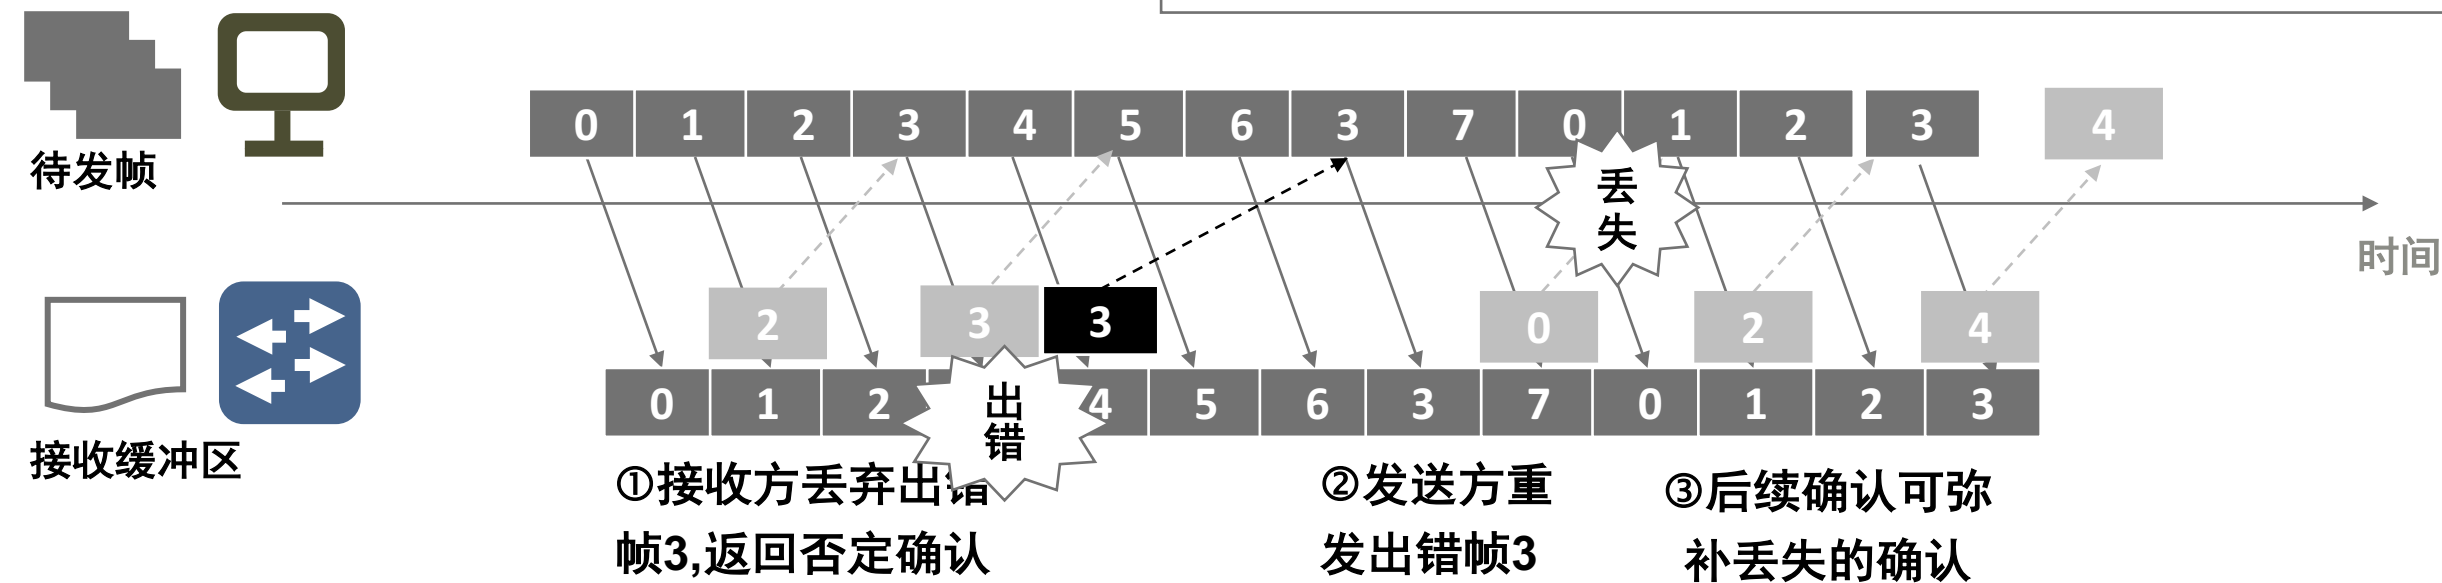 0 1 2 3 4 5 6 3 7 0 1 2 3 4
待发帧
丢
失
时间
2 3 3 0 2 4
0 1 2 4 5 6 3 7 0 1 2 3
出
错
接收缓冲区
①接收方丢弃出错
帧3,返回否定确认
②发送方重
发出错帧3
③后续确认可弥
补丢失的确认